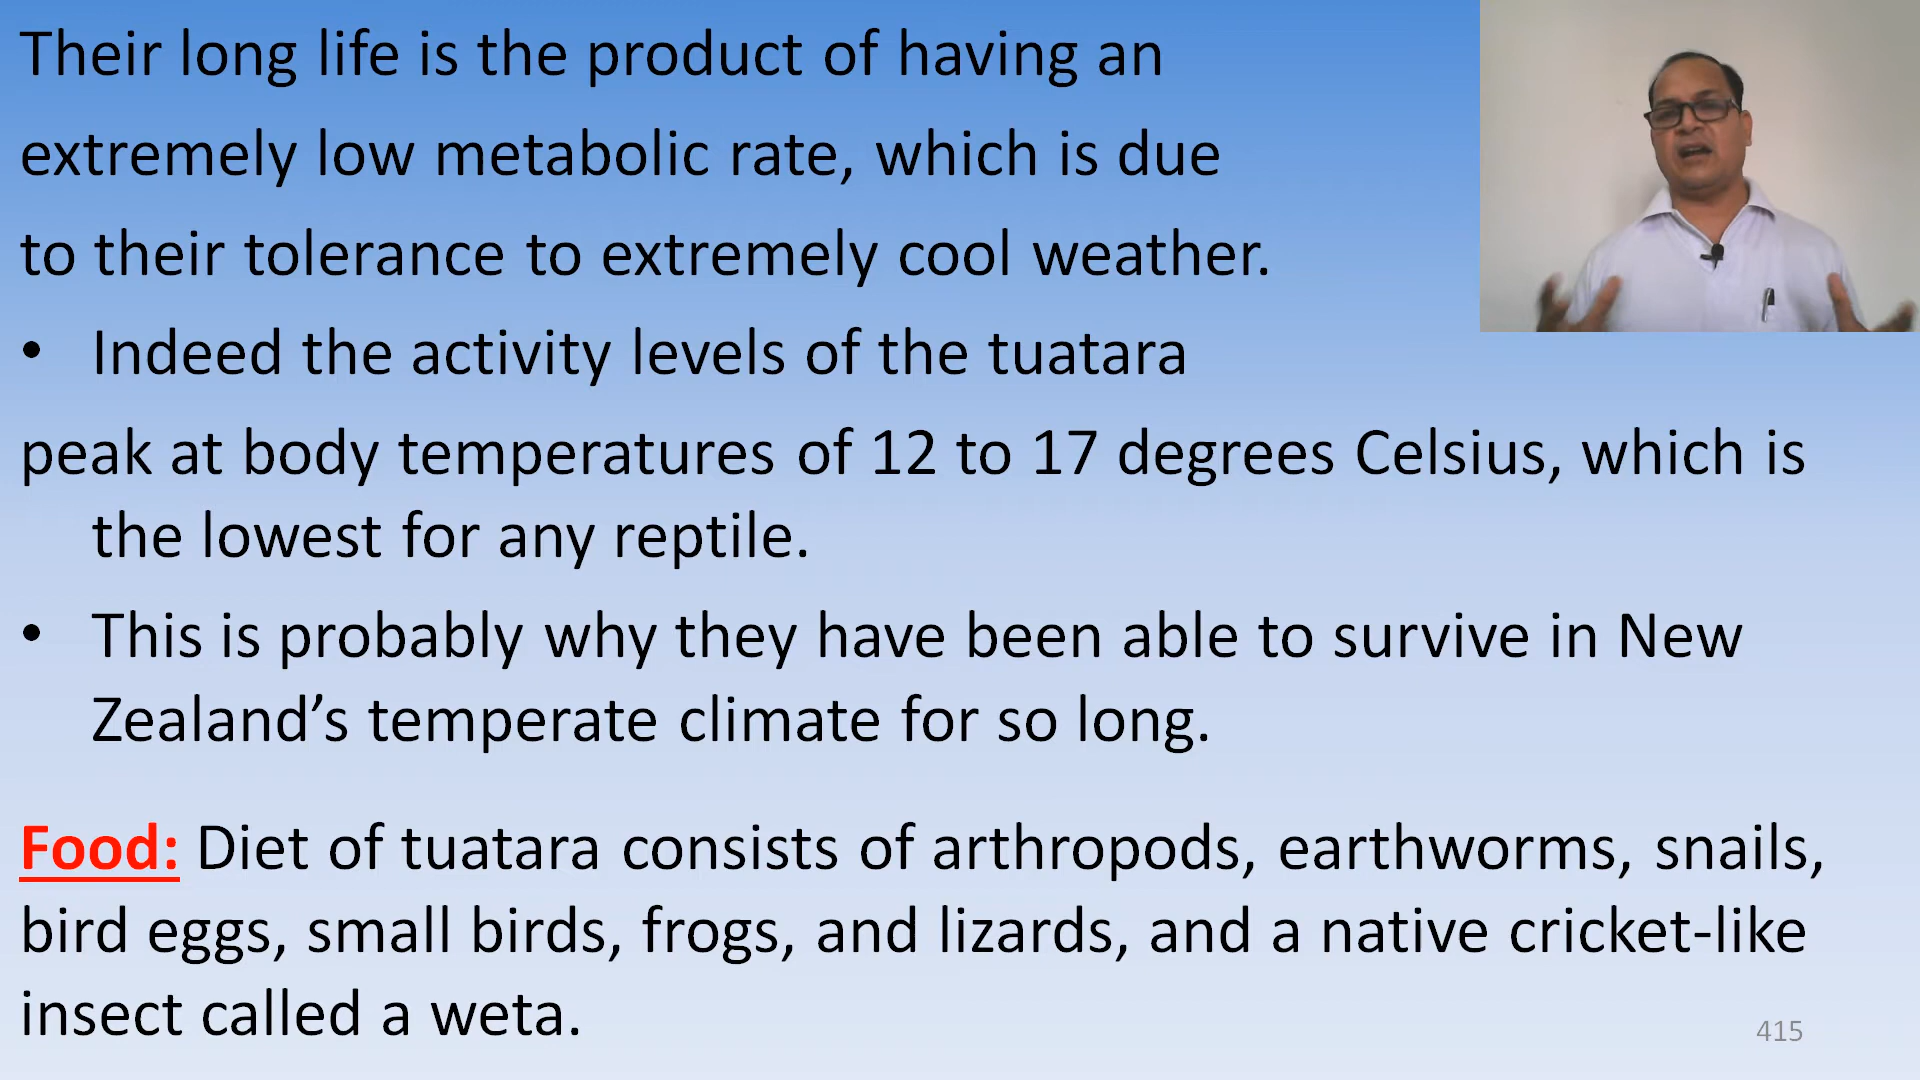 Their long life is the product of having an
extremely low metabolic rate, which is due
to their tolerance to extremely cool weather.
• Indeed the activity levels of the tuatara
peak at body temperatures of 12 to 17 degrees Celsius, which is
the lowest for any reptile.
• This is probably why they have been able to survive in New
Zealand’s temperate climate for so long.
Food: Diet of tuatara consists of arthropods, earthworms, snails,
bird eggs, small birds, frogs, and lizards, and a native cricket-like
insect called a weta.
415